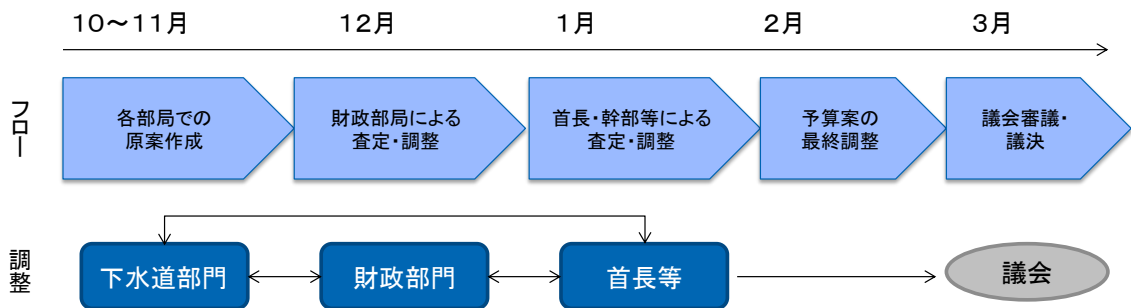 10～11月
12月
1月
2月
3月
フロー
各部局での
原案作成
財政部局による
査定・調整
首長・幹部等による
査定・調整
予算案の
最終調整
議会審議・
議決
調整
下水道部門
財政部門
首長等
議会